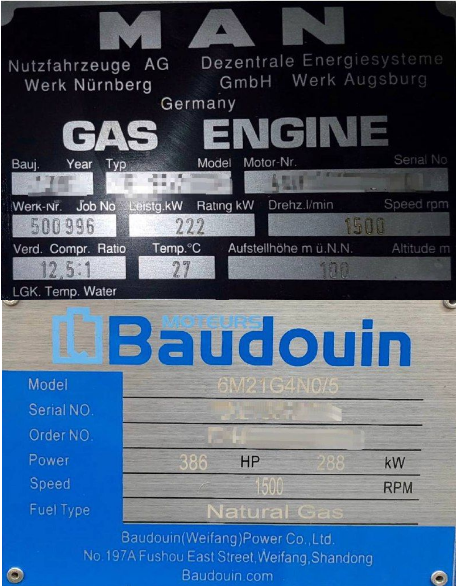 MAN
Nutzfahrzeuge AG Dezentrale Energiesysteme
Werk Nürnberg GmbH Werk Augsburg
Germany
GAS ENGINE
Bauj. Year Typ Model Motor-Nr. Serial No
Werk-Nr. Job No Leistg.kW Rating kW Drehz.l/min Speed rpm
500996 222 1500
Verd. Compr. Ratio Temp.°C Aufstellhöhe m ü.N.N. Altitude m
12,5:1 27 100
LGK. Temp. Water
MOTEURS
Baudouin
Model 6M21G4N0/5
Serial NO.
Order NO.
Power 386 HP 288 kW
Speed 1500 RPM
Fuel Type Natural Gas
Baudouin(Weifang)Power Co.,Ltd.
No.197A Fushou East Street,Weifang,Shandong
Baudouin.com